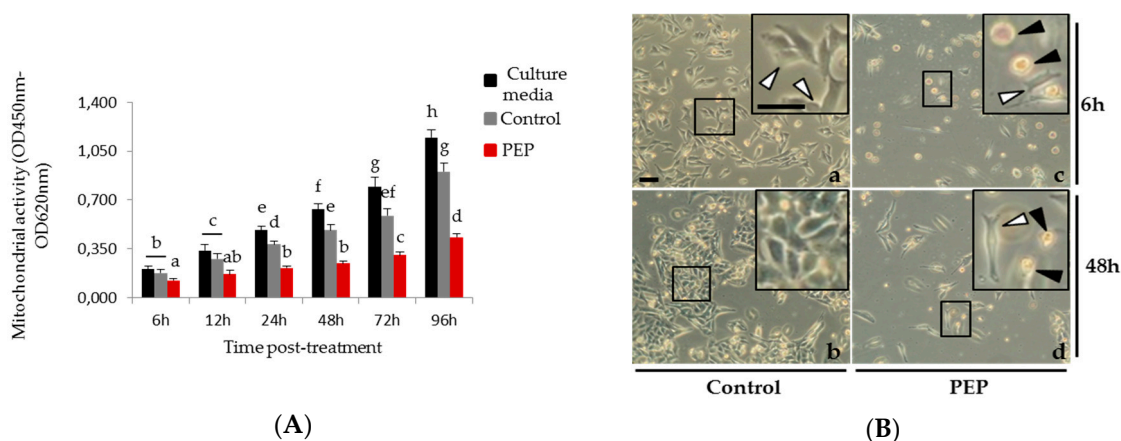 Mitochondrial activity (OD450nm-
OD620nm)
1,400
1,050
0,700
0,350
0,000
b
a
c
ab
e
d
b
f
e
b
g
ef
c
h
g
d
6h
12h
24h
48h
72h
96h
Time post-treatment
Culture
media
Control
PEP
(A)
a
c
6h
b
d
48h
Control
PEP
(B)